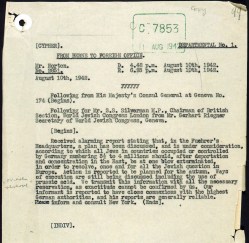 C 7853
AUG 1942
[CYPHER]. DEPARTMENTAL No. 1.
FROM BERNE TO FOREIGN OFFICE.
Mr. Norton. D. 4.48 p.m. August 10th, 1942.
No. 2831. R. 6.25 p.m. August 10th, 1942.
August 10th, 1942.
YYYYY
Following from His Majesty's Consul General at Geneva No.
174 (Begins).
Following for Mr. S.S. Silverman M.P., Chairman of British
Section, World Jewish Congress London from Mr. Gerhart Riegner
Secretary of World Jewish Congress, Geneva.
[Begins].
Received alarming report stating that, in the Fuehrer's
Headquarters, a plan has been discussed, and is under consideration,
according to which all Jews in countries occupied or controlled
by Germany numbering 3½ to 4 millions should, after deportation
and concentration in the East, be at one blow exterminated,
in order to resolve, once and for all the Jewish question in
Europe. Action is reported to be planned for the autumn. Ways
of execution are still being discussed including the use of
prussic acid. We transmit this information with all the necessary
reservation, as exactitude cannot be confirmed by us. Our
informant is reported to have close connexions with the highest
German authorities, and his reports are generally reliable.
Please inform and consult New York. (Ends).
[INDIV]